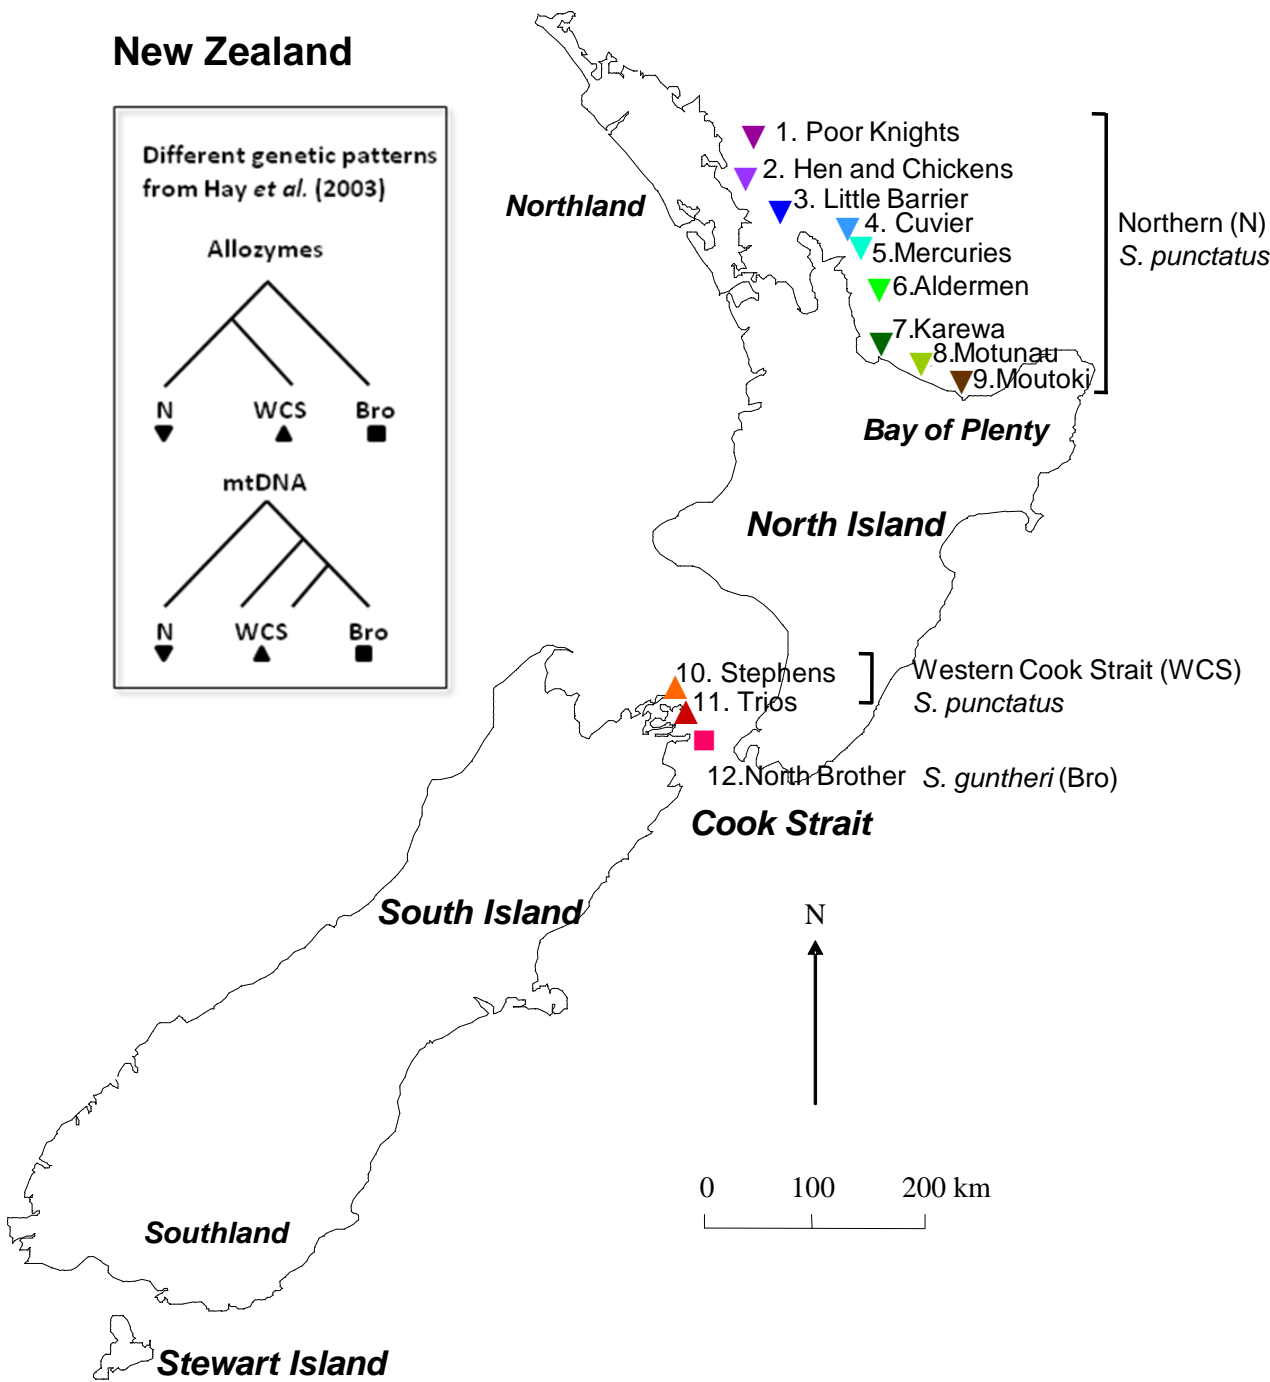 New Zealand
Different genetic patterns
from Hay et al. (2003)
Allozymes
N WCS Bro
mtDNA
N WCS Bro
1. Poor Knights
2. Hen and Chickens
3. Little Barrier
4. Cuvier
5.Mercuries
6.Aldermen
7.Karewa
8.Motunau
9.Moutoki
Northern (N)
S. punctatus
Northland
Bay of Plenty
North Island
10. Stephens
11. Trios
Western Cook Strait (WCS)
S. punctatus
12.North Brother S. guntheri (Bro)
Cook Strait
South Island
N
0 100 200 km
Southland
Stewart Island